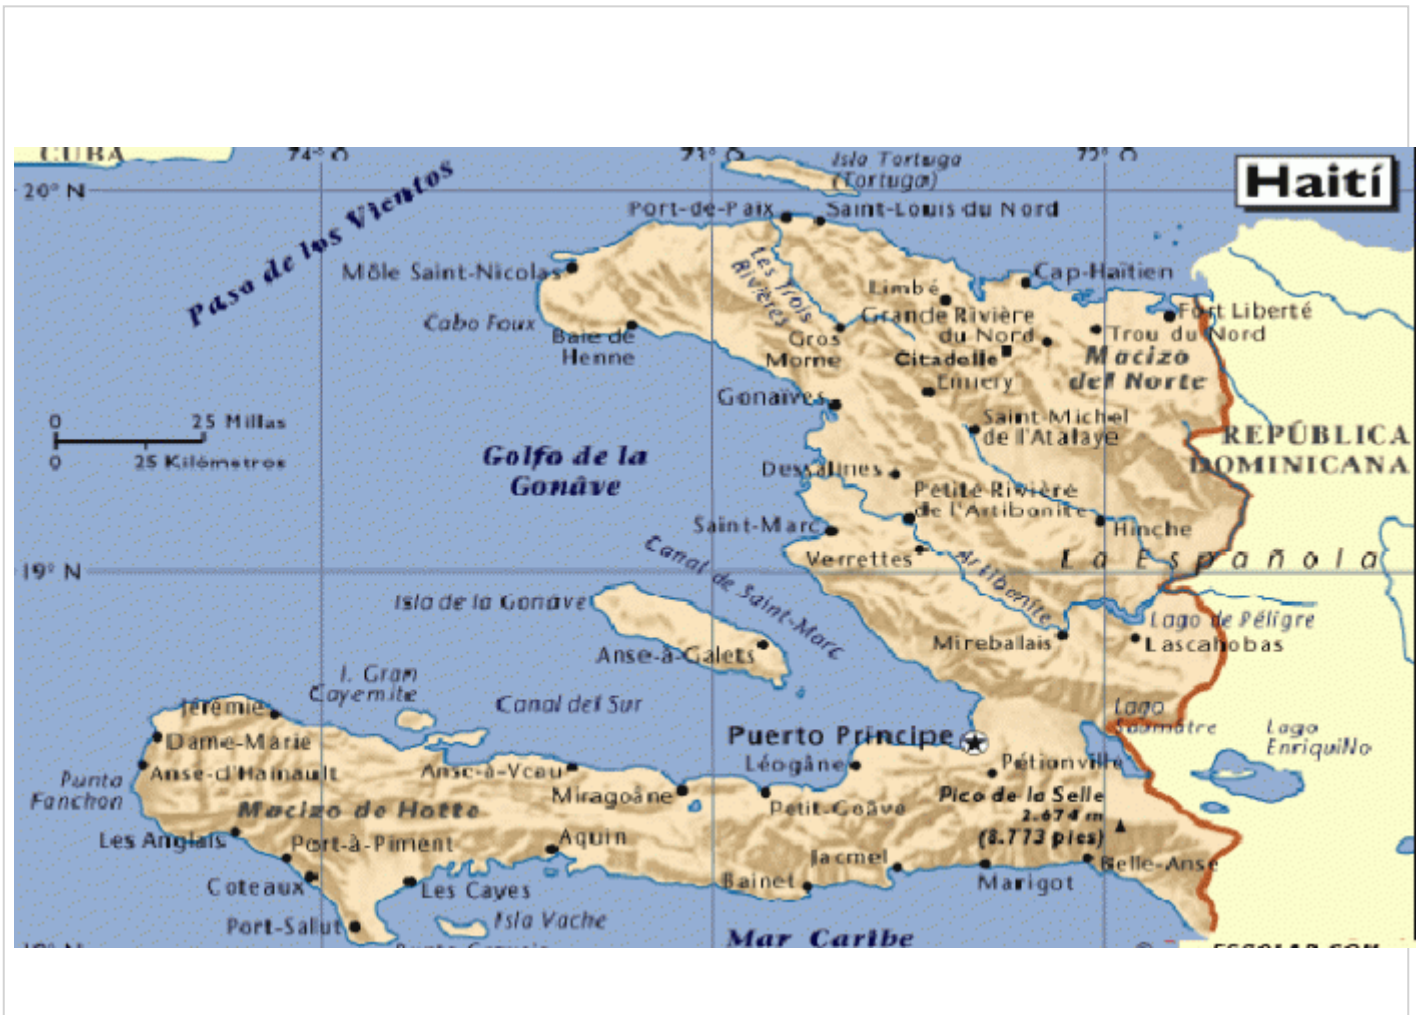 CUBA
74° O
73° O
72° O
Isla Tortuga
(Tortuga)
Haití
20° N
Paso de los Vientos
Port-de-Paix
Saint-Louis du Nord
Môle Saint-Nicolas
Les Trois
Rivières
Cap-Haïtien
Limbé
Cabo Foux
Grande Rivière
du Nord
Fort Liberté
Trou du Nord
Baie de
Henne
Gros
Morne
Citadelle
Macizo
del Norte
Ennery
Gonaïves
0 25 Millas
0 25 Kilómetros
Saint-Michel
de l'Atalaye
REPÚBLICA
DOMINICANA
Golfo de la
Gonâve
Dessalines
Petite Rivière
de l'Artibonite
Saint-Marc
Hinche
Verrettes
La Española
Canal de Saint-Marc
Artibonite
19° N
Isla de la Gonâve
Lago de Péligre
Mireballais
Lascahobas
Anse-à-Galets
I. Gran
Cayemite
Canal del Sur
Jérémie
Lago
Saumâtre
Puerto Principe
Lago
Enriquillo
Dame-Marie
Anse-d'Hainault
Anse-à-Veau
Léogâne
Pétionville
Punta
Fanchon
Miragoâne
Petit-Goâve
Pico de la Selle
2.674 m
(8.773 pies)
Macizo de Hotte
Les Anglais
Port-à-Piment
Aquin
Jacmel
Belle-Anse
Coteaux
Les Cayes
Bainet
Marigot
Port-Salut
Isla Vache
Mar Caribe
ESCOLAR.COM